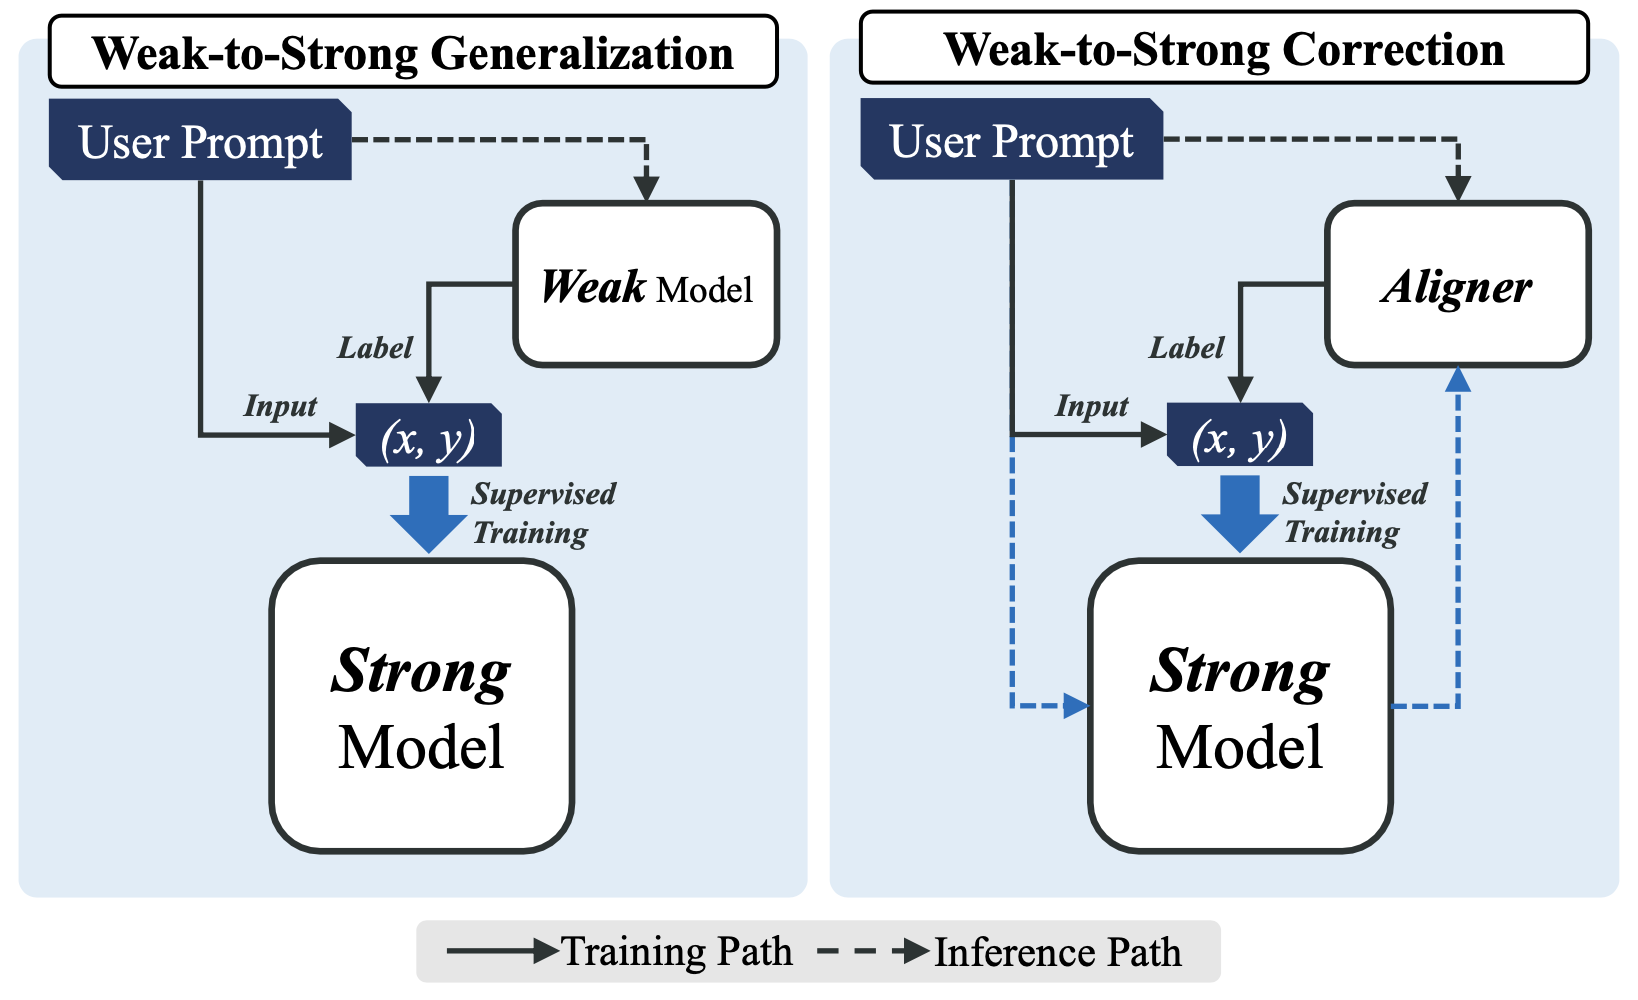 Weak-to-Strong Generalization
User Prompt
Weak Model
Label
Input
(x, y)
Supervised
Training
Strong
Model
Weak-to-Strong Correction
User Prompt
Aligner
Label
Input
(x, y)
Supervised
Training
Strong
Model
Training Path
Inference Path